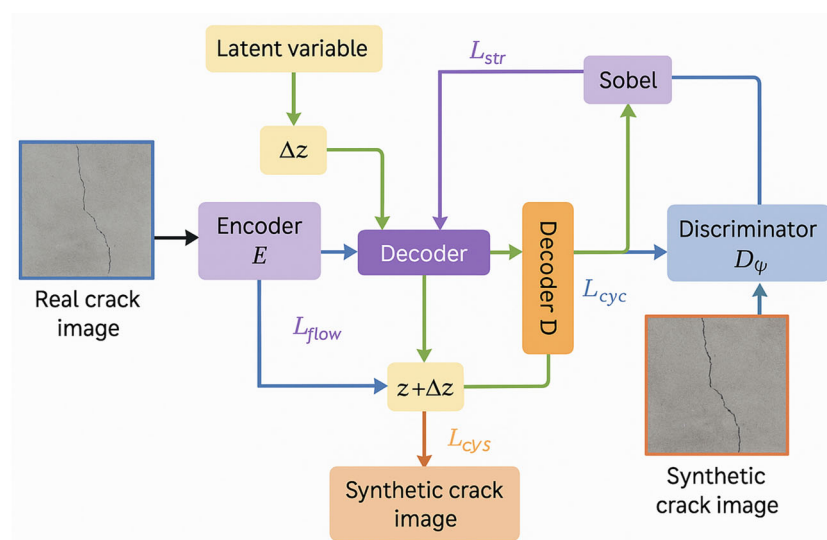 Latent variable
Δz
Real crack
image
Encoder
E
Decoder
Decoder D
Sobel
Discriminator
Dψ
L_str
L_flow
L_cyc
z+Δz
L_cys
Synthetic crack
image
Synthetic
crack image